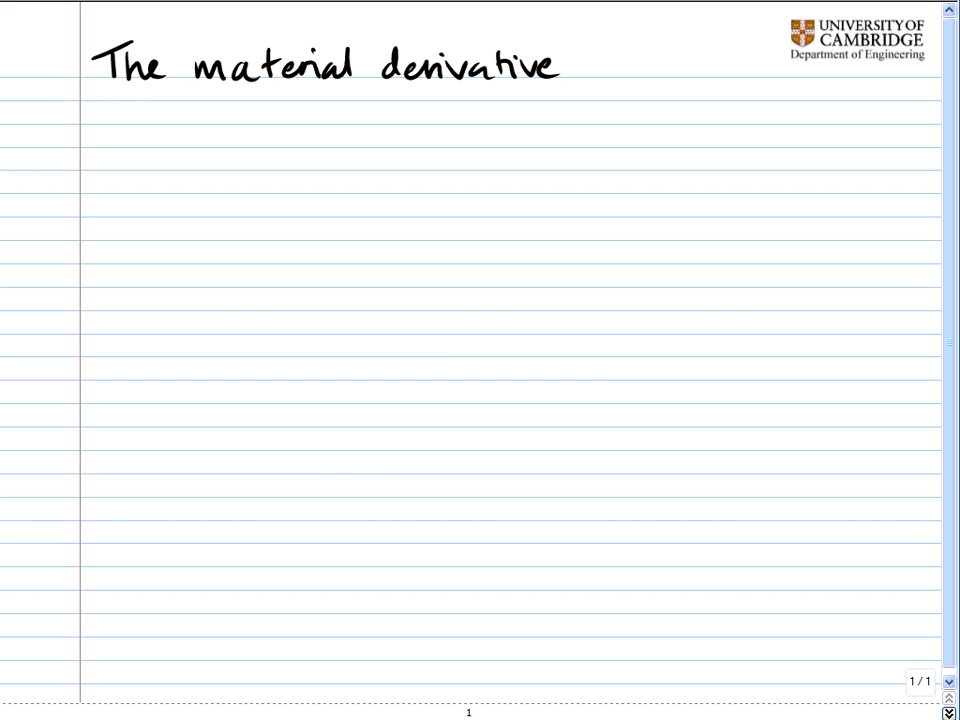 The material derivative
UNIVERSITY OF
CAMBRIDGE
Department of Engineering
1 / 1
1